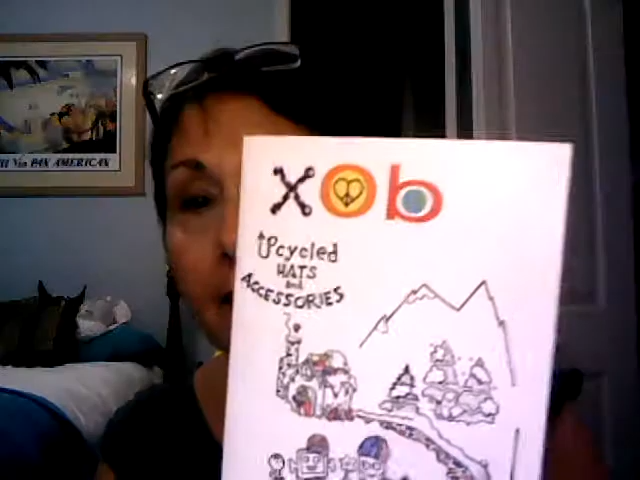 XOb
Upcycled
HATS
and
ACCESSORIES
VIA PAN AMERICAN